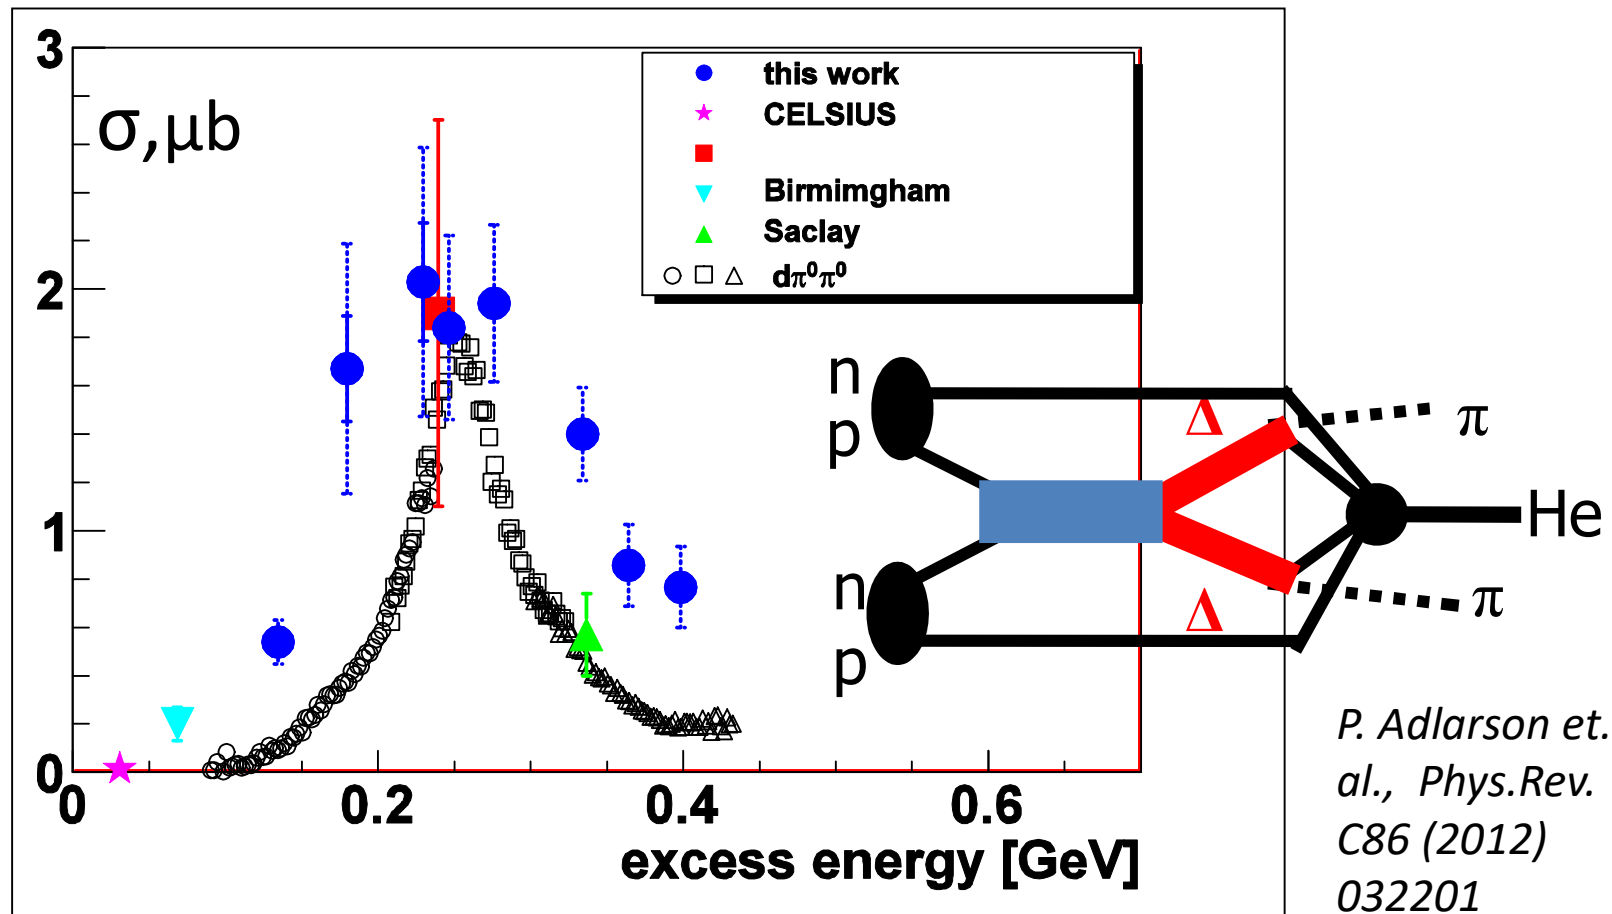 3
σ,μb
2
1
0
0
0.2
0.4
0.6
excess energy [GeV]
this work
CELSIUS
Birmimgham
Saclay
dπ⁰π⁰
n
p
n
p
Δ
Δ
π
π
He
P. Adlarson et.
al., Phys.Rev.
C86 (2012)
032201